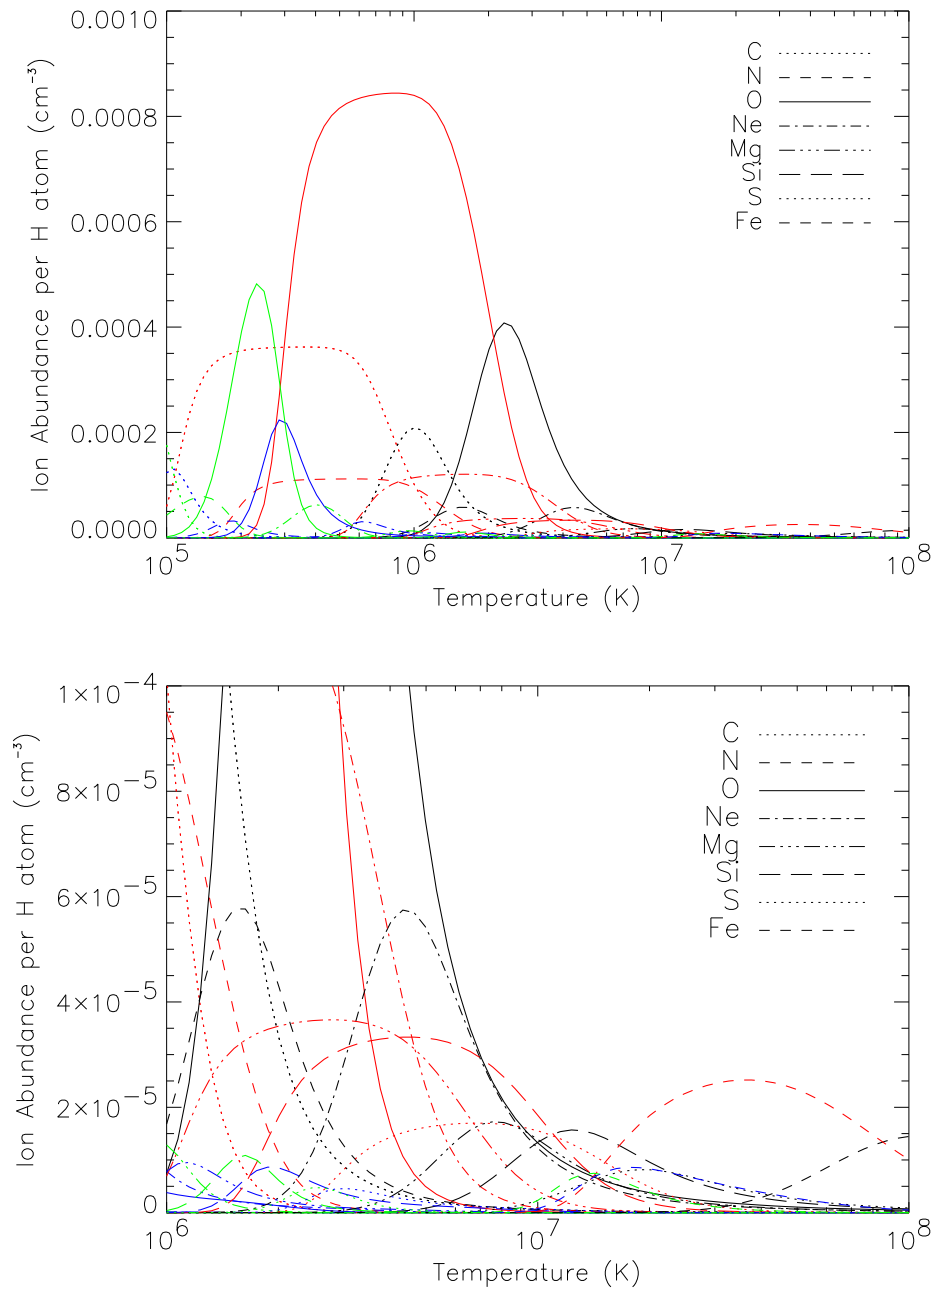 0.0010
0.0008
0.0006
0.0004
0.0002
0.0000
Ion Abundance per H atom (cm⁻³)
C
N
O
Ne
Mg
Si
S
Fe
10⁵ 10⁶ 10⁷ 10⁸
Temperature (K)
1×10⁻⁴
8×10⁻⁵
6×10⁻⁵
4×10⁻⁵
2×10⁻⁵
0
Ion Abundance per H atom (cm⁻³)
C
N
O
Ne
Mg
Si
S
Fe
10⁶ 10⁷ 10⁸
Temperature (K)